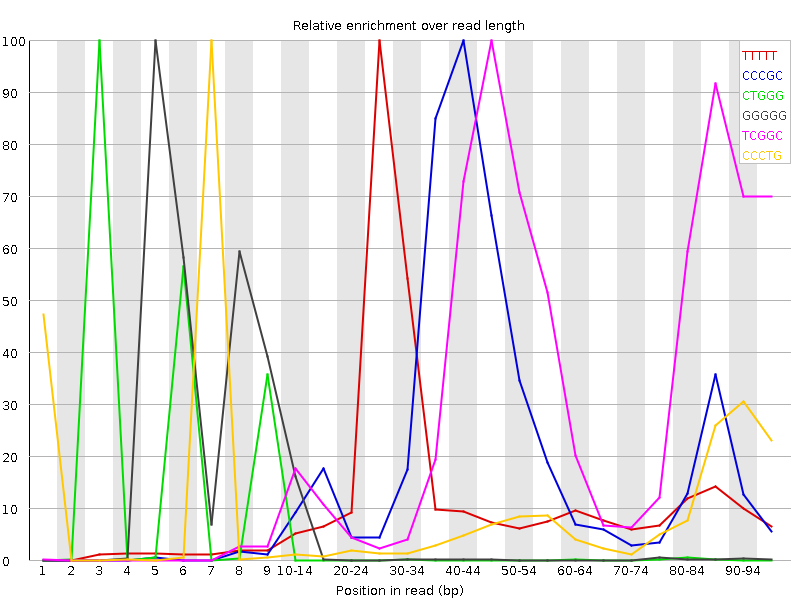 Relative enrichment over read length
100
90
80
70
60
50
40
30
20
10
0
TTTTT
CCCGC
CTGGG
GGGGG
TCGGC
CCCTG
1 2 3 4 5 6 7 8 9 10-14 20-24 30-34 40-44 50-54 60-64 70-74 80-84 90-94
Position in read (bp)